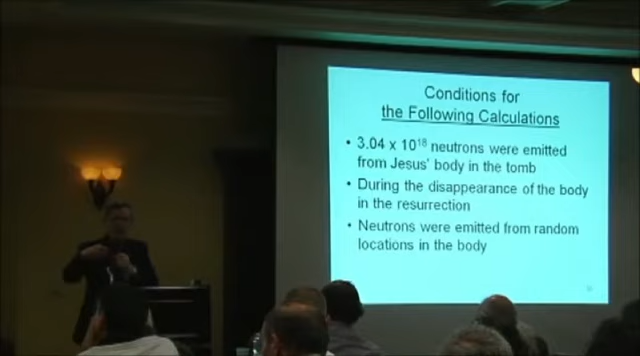 Conditions for
the Following Calculations
• 3.04 x 10¹⁸ neutrons were emitted
from Jesus' body in the tomb
• During the disappearance of the body
in the resurrection
• Neutrons were emitted from random
locations in the body